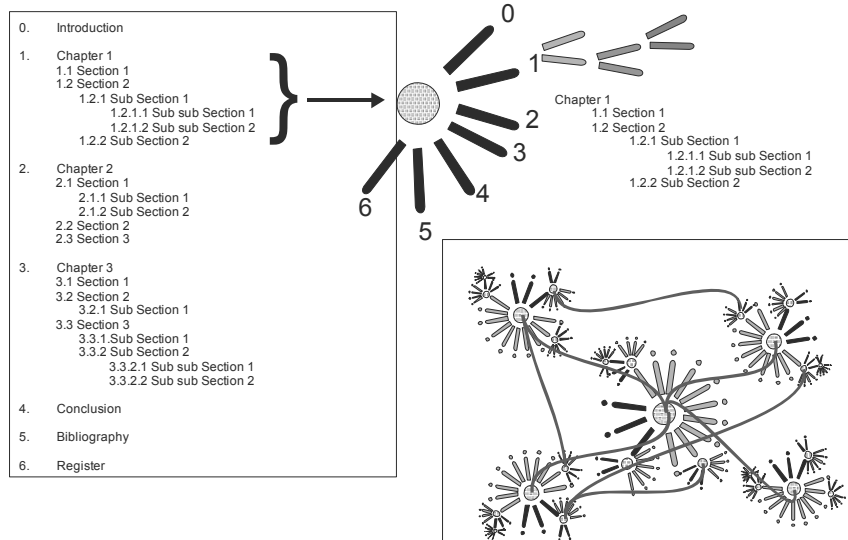 0. Introduction
1. Chapter 1
1.1 Section 1
1.2 Section 2
1.2.1 Sub Section 1
1.2.1.1 Sub sub Section 1
1.2.1.2 Sub sub Section 2
1.2.2 Sub Section 2
2. Chapter 2
2.1 Section 1
2.1.1 Sub Section 1
2.1.2 Sub Section 2
2.2 Section 2
2.3 Section 3
3. Chapter 3
3.1 Section 1
3.2 Section 2
3.2.1 Sub Section 1
3.3 Section 3
3.3.1.Sub Section 1
3.3.2 Sub Section 2
3.3.2.1 Sub sub Section 1
3.3.2.2 Sub sub Section 2
4. Conclusion
5. Bibliography
6. Register
0
1
2
3
4
5
6
Chapter 1
1.1 Section 1
1.2 Section 2
1.2.1 Sub Section 1
1.2.1.1 Sub sub Section 1
1.2.1.2 Sub sub Section 2
1.2.2 Sub Section 2